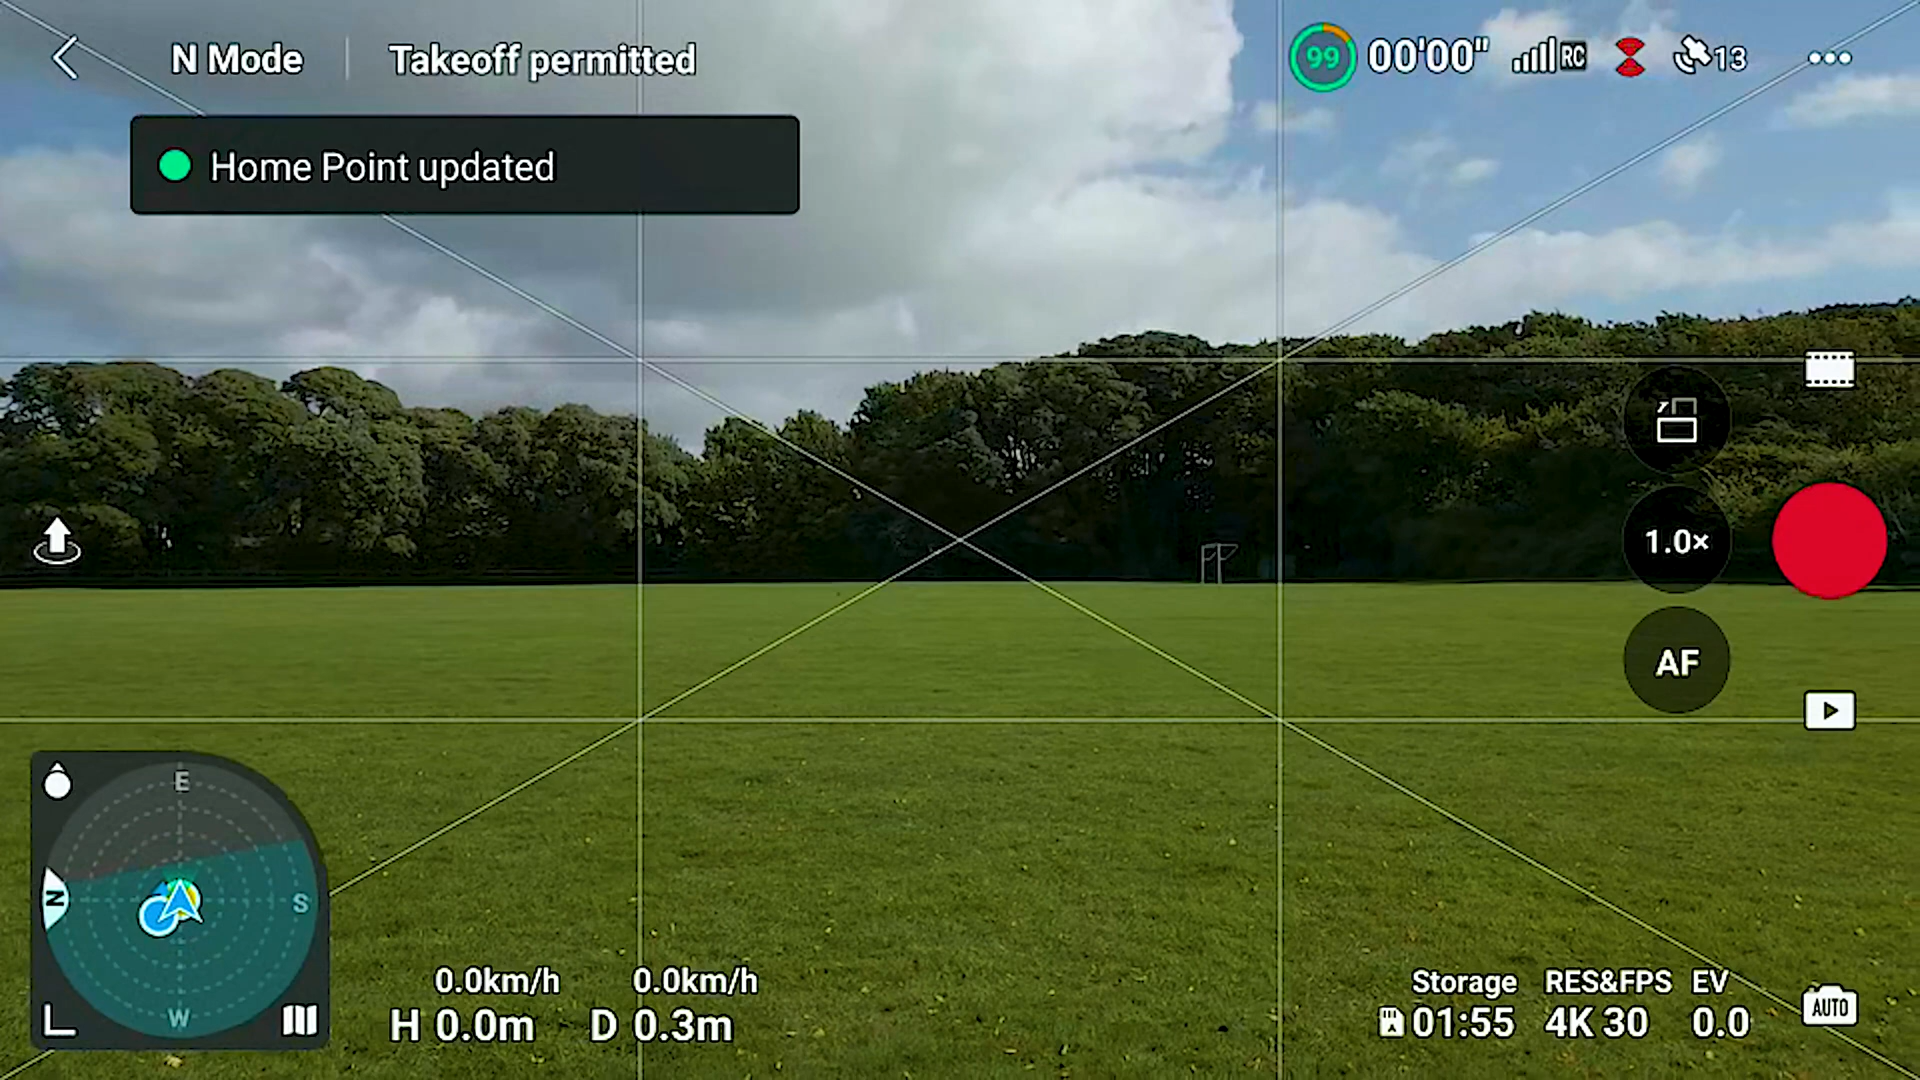 N Mode | Takeoff permitted
99 00'00" RC 13
Home Point updated
1.0×
AF
E
N
S
W
0.0km/h 0.0km/h
H 0.0m D 0.3m
Storage RES&FPS EV
01:55 4K 30 0.0
AUTO